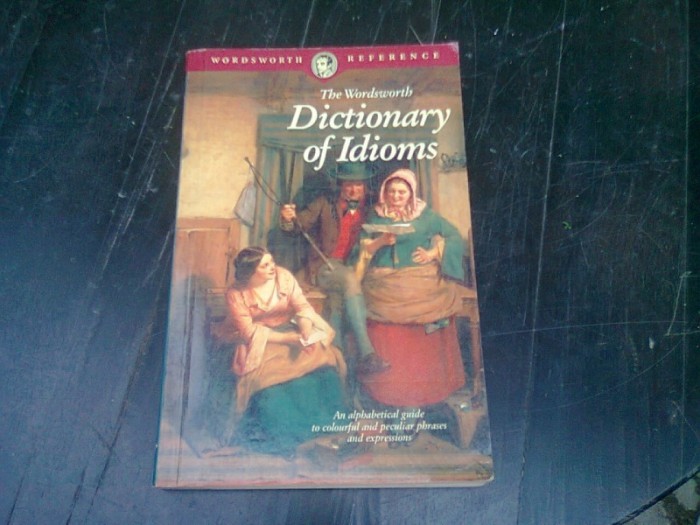 WORDSWORTH REFERENCE
The Wordsworth
Dictionary
of Idioms
An alphabetical guide
to colourful and peculiar phrases
and expressions